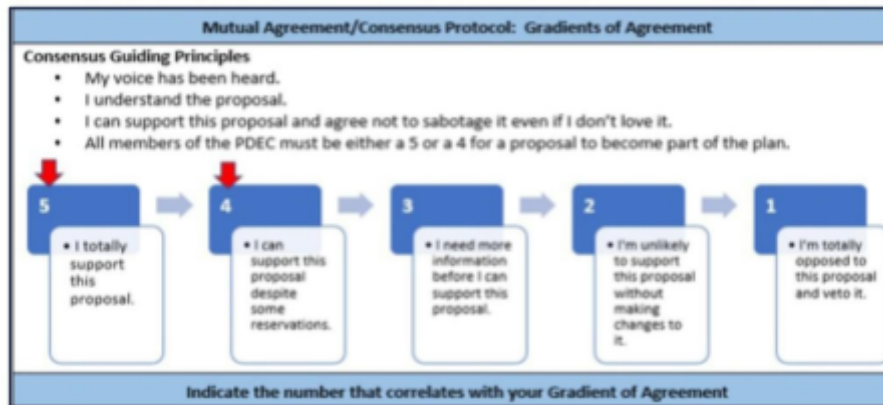 Mutual Agreement/Consensus Protocol: Gradients of Agreement
Consensus Guiding Principles
• My voice has been heard.
• I understand the proposal.
• I can support this proposal and agree not to sabotage it even if I don't love it.
• All members of the PDEC must be either a 5 or a 4 for a proposal to become part of the plan.
5
• I totally
support
this
proposal.
4
• I can
support this
proposal
despite
some
reservations.
3
• I need more
information
before I can
support this
proposal.
2
• I'm unlikely
to support
this proposal
without
making
changes to
it.
1
• I'm totally
opposed to
this proposal
and veto it.
Indicate the number that correlates with your Gradient of Agreement